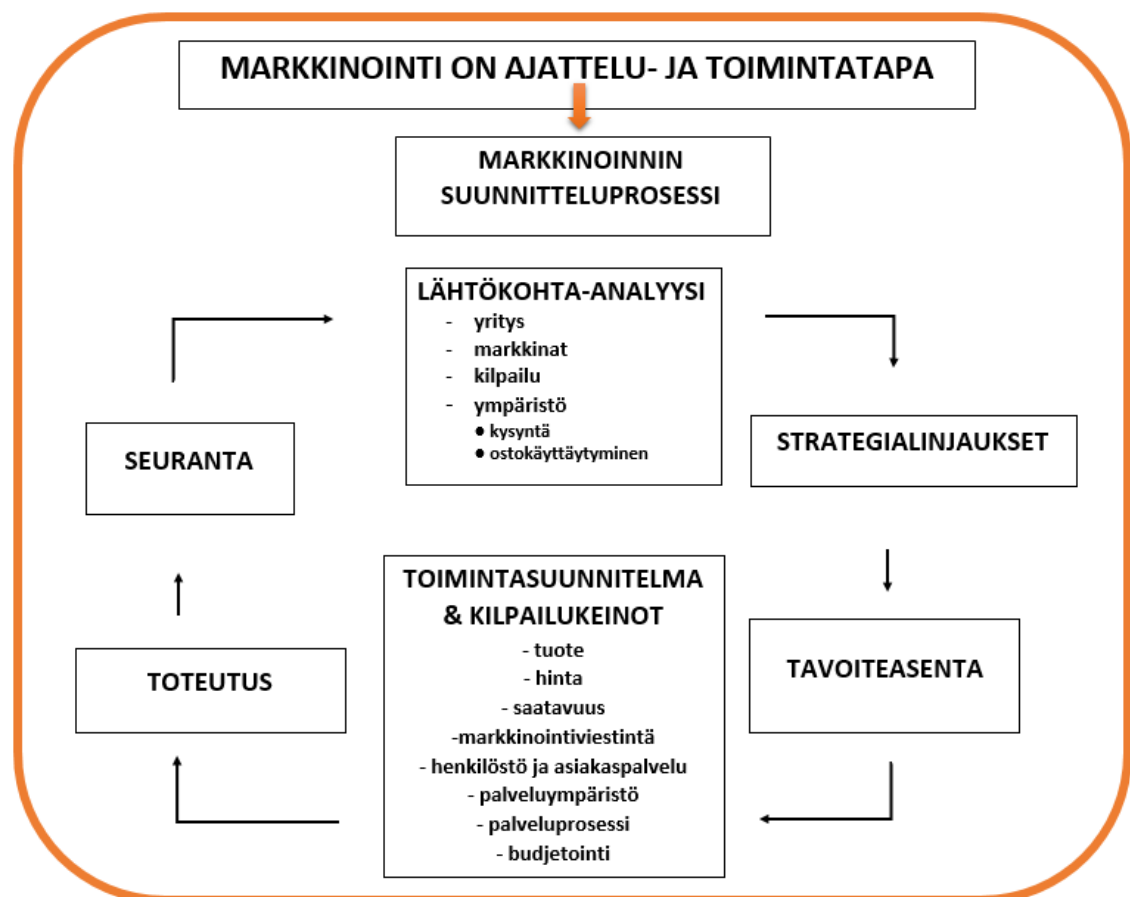 MARKKINOINTI ON AJATTELU- JA TOIMINTATAPA
MARKKINOINNIN
SUUNNITTELUPROSESSI
LÄHTÖKOHTA-ANALYYSI
- yritys
- markkinat
- kilpailu
- ympäristö
● kysyntä
● ostokäyttäytyminen
STRATEGIALINJAUKSET
TAVOITEASENTA
TOIMINTASUUNNITELMA
& KILPAILUKEINOT
- tuote
- hinta
- saatavuus
-markkinointiviestintä
- henkilöstö ja asiakaspalvelu
- palveluympäristö
- palveluprosessi
- budjetointi
TOTEUTUS
SEURANTA